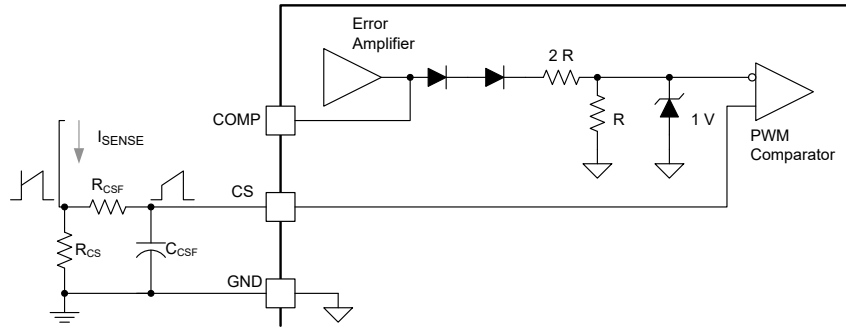 Error
Amplifier
2 R
COMP
R
1 V
PWM
Comparator
I_SENSE
R_CSF
CS
R_CS
C_CSF
GND